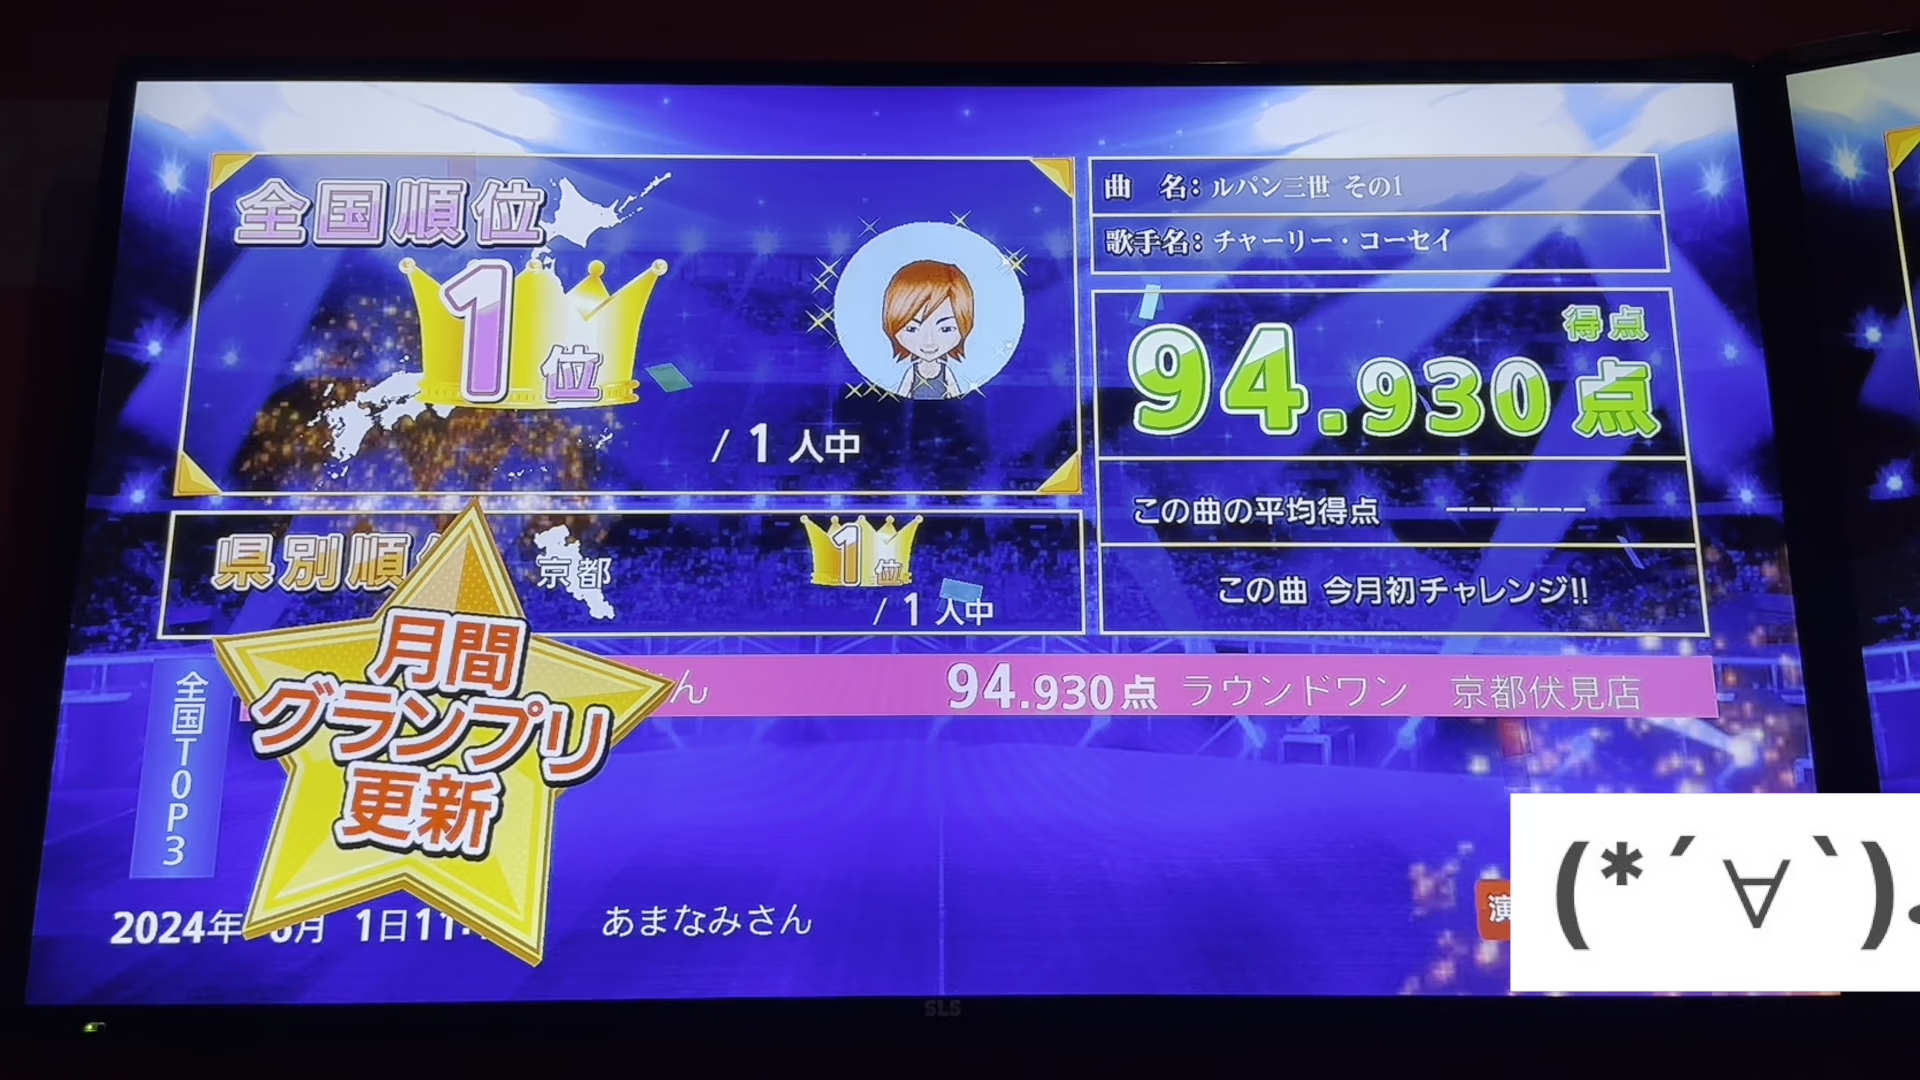 全国順位
1位
/ 1 人中
曲 名: ルパン三世 その1
歌手名: チャーリー・コーセイ
得点
94.930点
この曲の平均得点 ------
この曲 今月初チャレンジ!!
県別順
京都
1位
/ 1 人中
月間
グランプリ
更新
全国TOP3
ん 94.930点 ラウンドワン 京都伏見店
2024年 6月 1日11:
あまなみさん
演
(*´∀`)
SLS